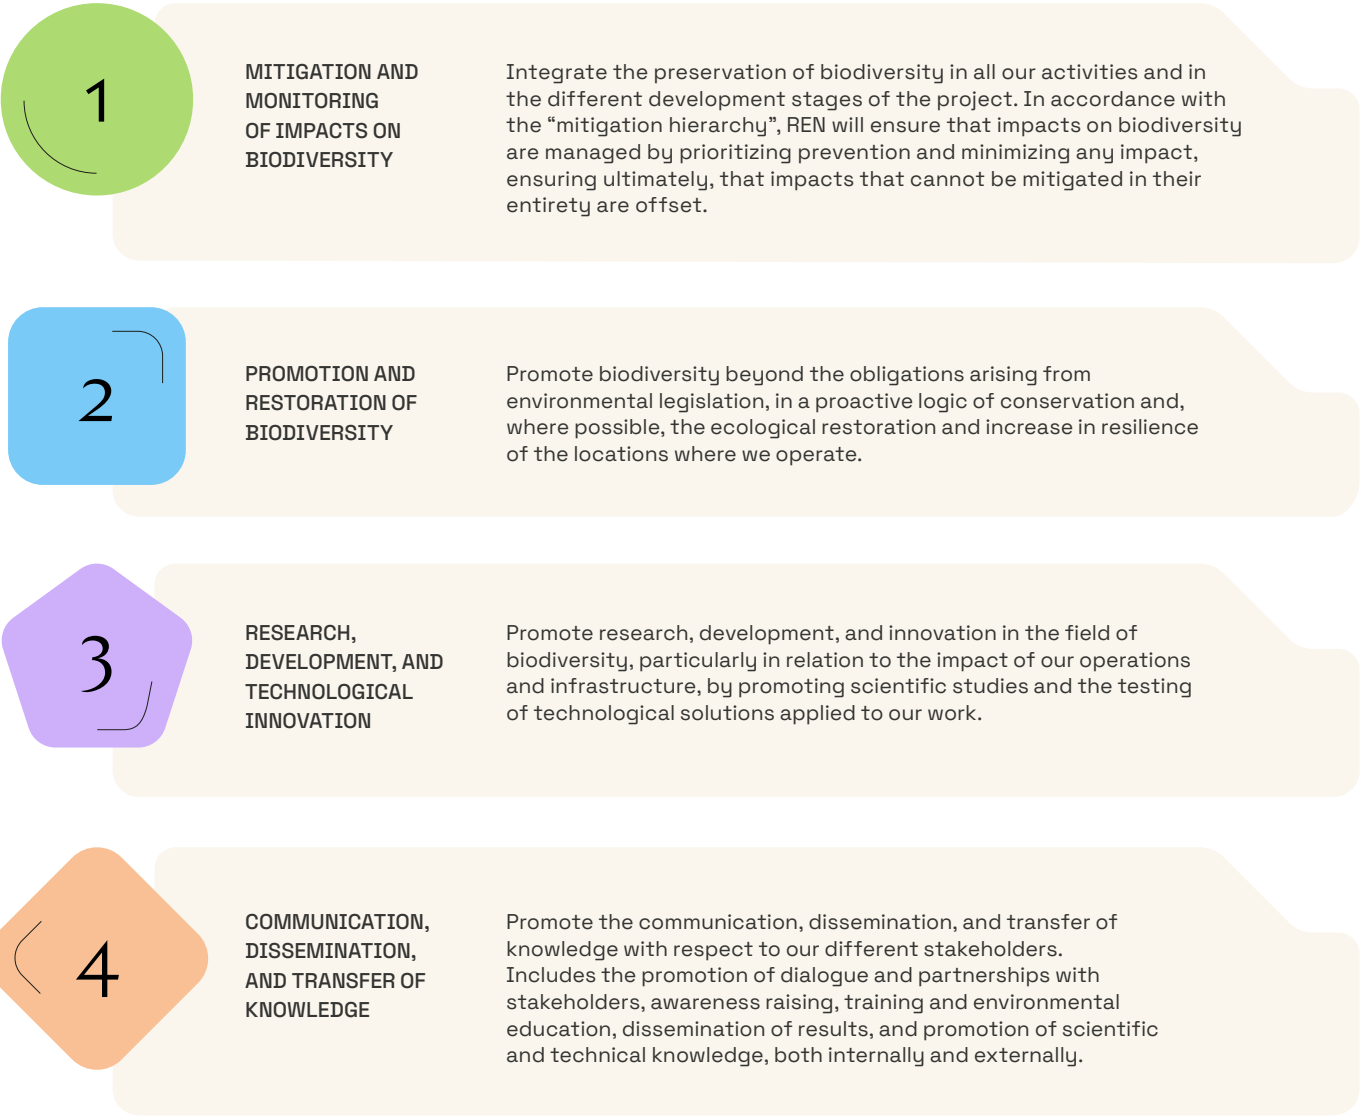 1
MITIGATION AND
MONITORING
OF IMPACTS ON
BIODIVERSITY
Integrate the preservation of biodiversity in all our activities and in
the different development stages of the project. In accordance with
the “mitigation hierarchy”, REN will ensure that impacts on biodiversity
are managed by prioritizing prevention and minimizing any impact,
ensuring ultimately, that impacts that cannot be mitigated in their
entirety are offset.
2
PROMOTION AND
RESTORATION OF
BIODIVERSITY
Promote biodiversity beyond the obligations arising from
environmental legislation, in a proactive logic of conservation and,
where possible, the ecological restoration and increase in resilience
of the locations where we operate.
3
RESEARCH,
DEVELOPMENT, AND
TECHNOLOGICAL
INNOVATION
Promote research, development, and innovation in the field of
biodiversity, particularly in relation to the impact of our operations
and infrastructure, by promoting scientific studies and the testing
of technological solutions applied to our work.
4
COMMUNICATION,
DISSEMINATION,
AND TRANSFER OF
KNOWLEDGE
Promote the communication, dissemination, and transfer of
knowledge with respect to our different stakeholders.
Includes the promotion of dialogue and partnerships with
stakeholders, awareness raising, training and environmental
education, dissemination of results, and promotion of scientific
and technical knowledge, both internally and externally.